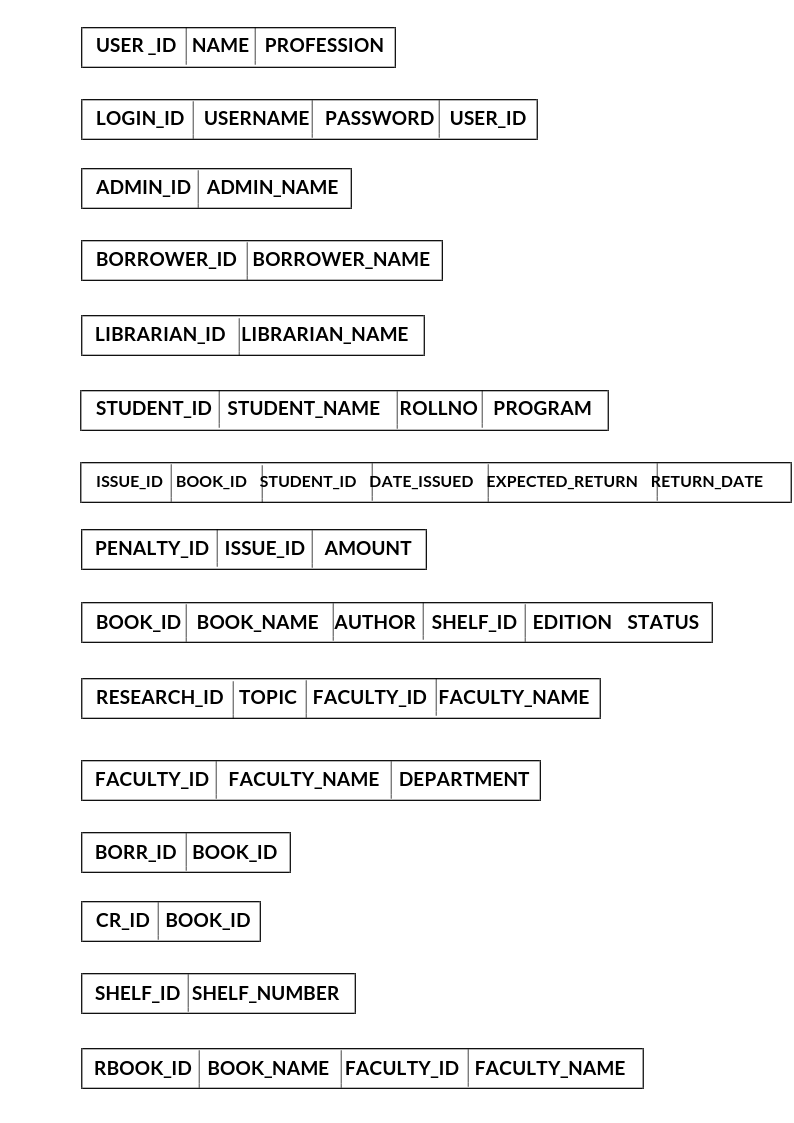 USER_ID NAME PROFESSION
LOGIN_ID USERNAME PASSWORD USER_ID
ADMIN_ID ADMIN_NAME
BORROWER_ID BORROWER_NAME
LIBRARIAN_ID LIBRARIAN_NAME
STUDENT_ID STUDENT_NAME ROLLNO PROGRAM
ISSUE_ID BOOK_ID STUDENT_ID DATE_ISSUED EXPECTED_RETURN RETURN_DATE
PENALTY_ID ISSUE_ID AMOUNT
BOOK_ID BOOK_NAME AUTHOR SHELF_ID EDITION STATUS
RESEARCH_ID TOPIC FACULTY_ID FACULTY_NAME
FACULTY_ID FACULTY_NAME DEPARTMENT
BORR_ID BOOK_ID
CR_ID BOOK_ID
SHELF_ID SHELF_NUMBER
RBOOK_ID BOOK_NAME FACULTY_ID FACULTY_NAME